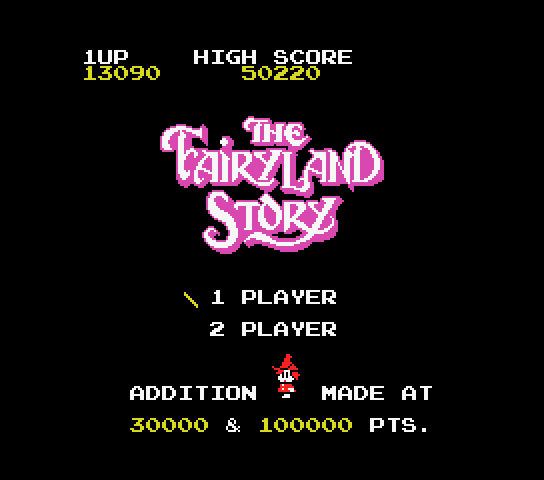 1UP HIGH SCORE
13090 50220
THE
FAIRYLAND
STORY
1 PLAYER
2 PLAYER
ADDITION MADE AT
30000 & 100000 PTS.